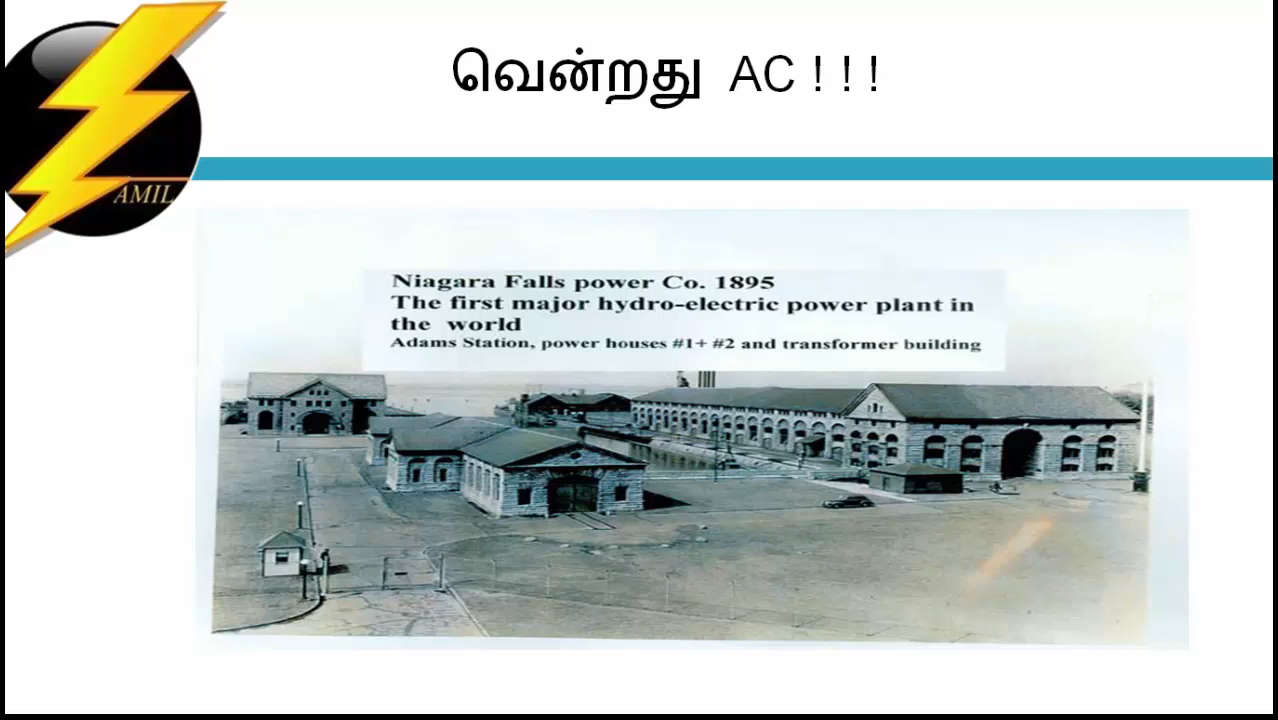 வென்றது AC ! ! !
AMIL
Niagara Falls power Co. 1895
The first major hydro-electric power plant in
the world
Adams Station, power houses #1+ #2 and transformer building